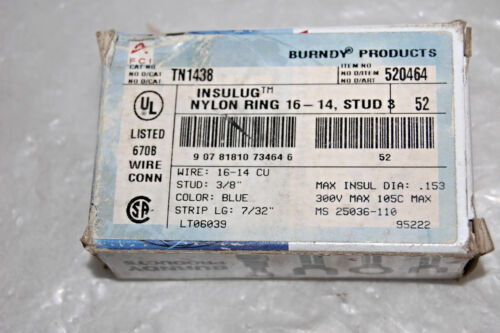 BURNDY® PRODUCTS
FCI
CAT NO
NO D/CAT
NO D/CAT
TN1438
ITEM NO
NO D/ITEM
NO D/ART
520464
INSULUG™
NYLON RING 16-14, STUD 3
52
UL
LISTED
670B
WIRE
CONN
9 07 81810 73464 6
52
WIRE: 16-14 CU
STUD: 3/8"
COLOR: BLUE
STRIP LG: 7/32"
LT06039
MAX INSUL DIA: .153
300V MAX 105C MAX
MS 25036-110
95222
BURNDY
PRODUCTS